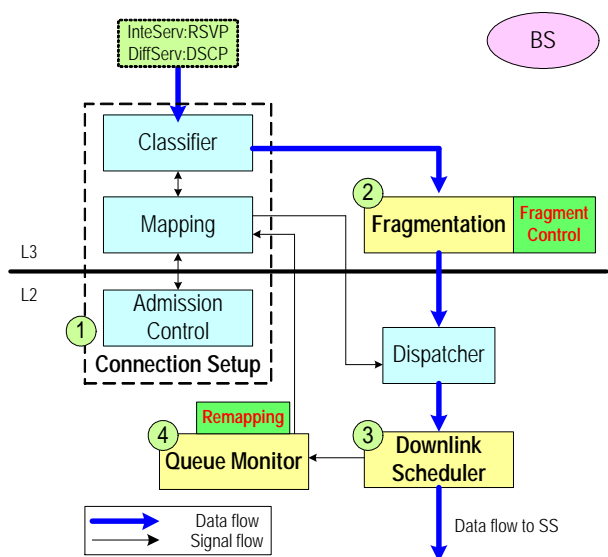 InteServ:RSVP
DiffServ:DSCP
BS
Classifier
2
Mapping
Fragmentation
Fragment
Control
L3
L2
Admission
Control
1
Connection Setup
Dispatcher
Remapping
4
Queue Monitor
3
Downlink
Scheduler
Data flow
Signal flow
Data flow to SS